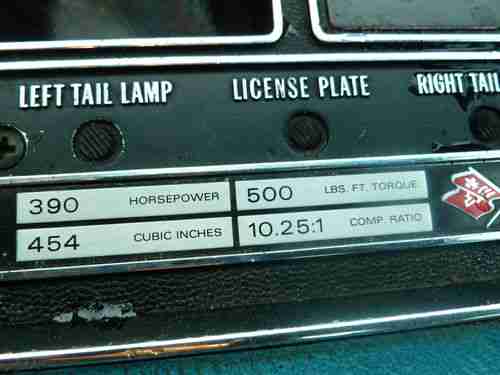 LEFT TAIL LAMP LICENSE PLATE RIGHT TAIL
390 HORSEPOWER 500 LBS. FT. TORQUE
454 CUBIC INCHES 10.25:1 COMP. RATIO